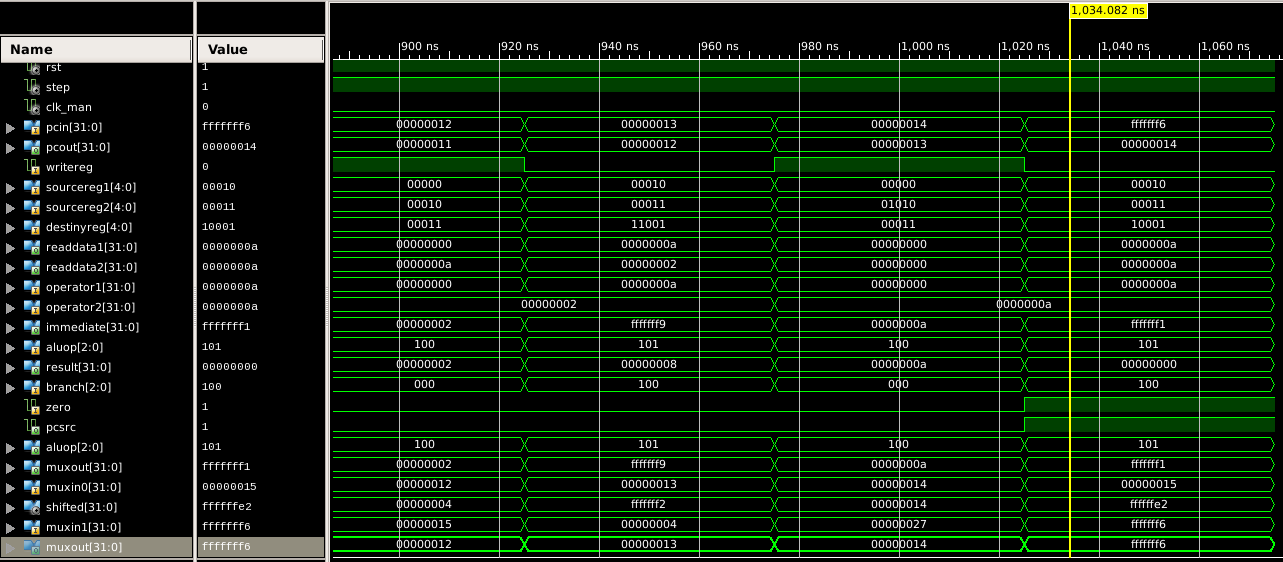 1,034.082 ns
Name Value 900 ns 920 ns 940 ns 960 ns 980 ns 1,000 ns 1,020 ns 1,040 ns 1,060 ns
rst 1
step 1
clk_man 0
pcin[31:0] fffffff6 00000012 00000013 00000014 fffffff6
pcout[31:0] 00000014 00000011 00000012 00000013 00000014
writereg 0
sourcereg1[4:0] 00010 00000 00010 00000 00010
sourcereg2[4:0] 00011 00010 00011 01010 00011
destinyreg[4:0] 10001 00011 11001 00011 10001
readdata1[31:0] 0000000a 00000000 0000000a 00000000 0000000a
readdata2[31:0] 0000000a 0000000a 00000002 00000000 0000000a
operator1[31:0] 0000000a 00000000 0000000a 00000000 0000000a
operator2[31:0] 0000000a 00000002 0000000a
immediate[31:0] fffffff1 00000002 fffffff9 0000000a fffffff1
aluop[2:0] 101 100 101 100 101
result[31:0] 00000000 00000002 00000008 0000000a 00000000
branch[2:0] 100 000 100 000 100
zero 1
pcsrc 1
aluop[2:0] 101 100 101 100 101
muxout[31:0] fffffff1 00000002 fffffff9 0000000a fffffff1
muxin0[31:0] 00000015 00000012 00000013 00000014 00000015
shifted[31:0] ffffffe2 00000004 fffffff2 00000014 ffffffe2
muxin1[31:0] fffffff6 00000015 00000004 00000027 fffffff6
muxout[31:0] fffffff6 00000012 00000013 00000014 fffffff6